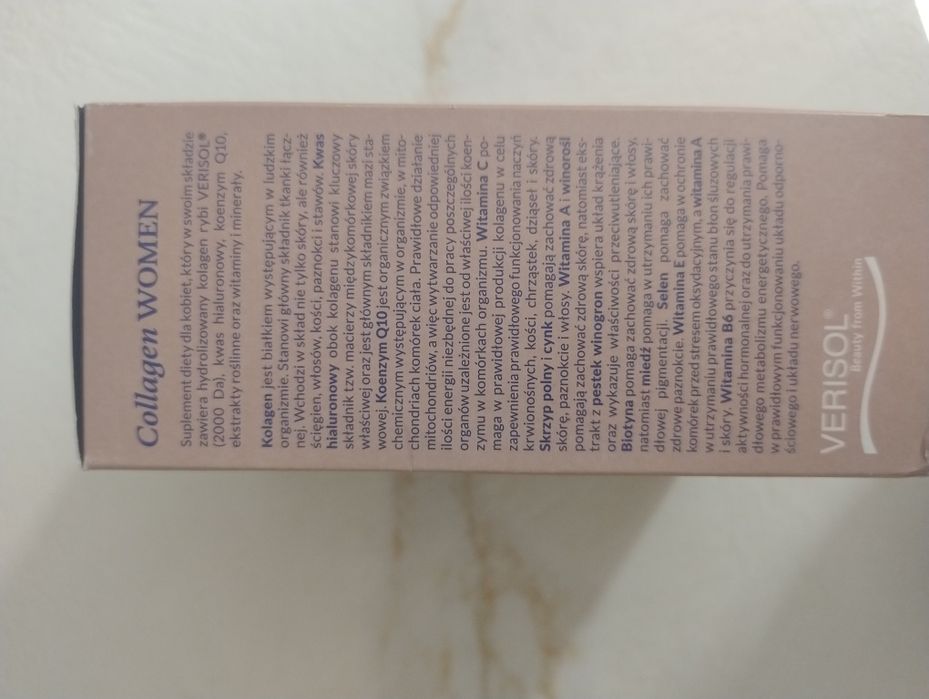 Collagen WOMEN
Suplement diety dla kobiet, który w swoim składzie
zawiera hydrolizowany kolagen rybi VERISOL®
(2000 Da), kwas hialuronowy, koenzym Q10,
ekstrakty roślinne oraz witaminy i minerały.
Kolagen jest białkiem występującym w ludzkim
organizmie. Stanowi główny składnik tkanki łącz-
nej. Wchodzi w skład nie tylko skóry, ale również
ścięgien, włosów, kości, paznokci i stawów. Kwas
hialuronowy obok kolagenu stanowi kluczowy
składnik tzw. macierzy międzykomórkowej skóry
właściwej oraz jest głównym składnikiem mazi sta-
wowej. Koenzym Q10 jest organicznym związkiem
chemicznym występującym w organizmie, w mito-
chondriach komórek ciała. Prawidłowe działanie
mitochondriów, a więc wytwarzanie odpowiedniej
ilości energii niezbędnej do pracy poszczególnych
organów uzależnione jest od właściwej ilości koen-
zymu w komórkach organizmu. Witamina C po-
maga w prawidłowej produkcji kolagenu w celu
zapewnienia prawidłowego funkcjonowania naczyń
krwionośnych, kości, chrząstek, dziąseł i skóry.
Skrzyp polny i cynk pomagają zachować zdrową
skórę, paznokcie i włosy. Witamina A i winorośl
pomagają zachować zdrową skórę, natomiast eks-
trakt z pestek winogron wspiera układ krążenia
oraz wykazuje właściwości przeciwutleniające.
Biotyna pomaga zachować zdrową skórę i włosy,
natomiast miedź pomaga w utrzymaniu ich prawi-
dłowej pigmentacji. Selen pomaga zachować
zdrowe paznokcie. Witamina E pomaga w ochronie
komórek przed stresem oksydacyjnym, a witamina A
w utrzymaniu prawidłowego stanu błon śluzowych
i skóry. Witamina B6 przyczynia się do regulacji
aktywności hormonalnej oraz do utrzymania prawi-
dłowego metabolizmu energetycznego. Pomaga
w prawidłowym funkcjonowaniu układu odporno-
ściowego i układu nerwowego.
VERISOL®
Beauty from Within